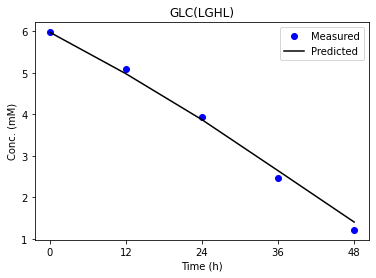 GLC(LGHL)
Measured
Predicted
Conc. (mM)
6
5
4
3
2
1
0 12 24 36 48
Time (h)